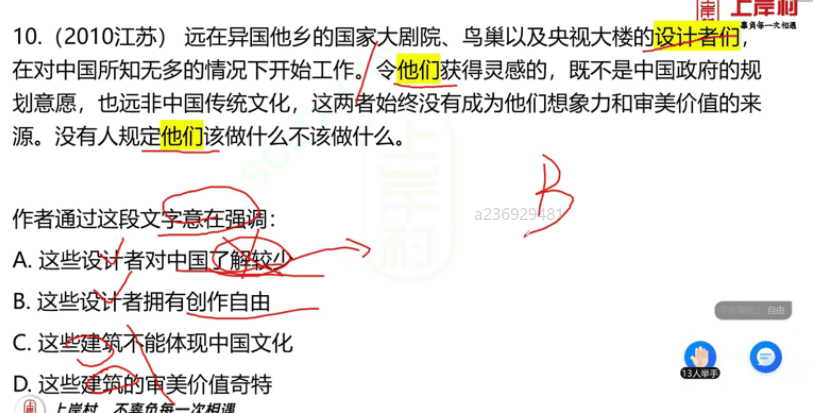 上岸村
辜负每一次相遇
10.（2010江苏） 远在异国他乡的国家大剧院、鸟巢以及央视大楼的设计者们，
在对中国所知无多的情况下开始工作。令他们获得灵感的，既不是中国政府的规
划意愿，也远非中国传统文化，这两者始终没有成为他们想象力和审美价值的来
源。没有人规定他们该做什么不该做什么。
上岸村
B
a236929481
作者通过这段文字意在强调：
A. 这些设计者对中国了解较少
B. 这些设计者拥有创作自由
C. 这些建筑不能体现中国文化
D. 这些建筑的审美价值奇特
自由
13人举手
上岸村，不辜负每一次相遇